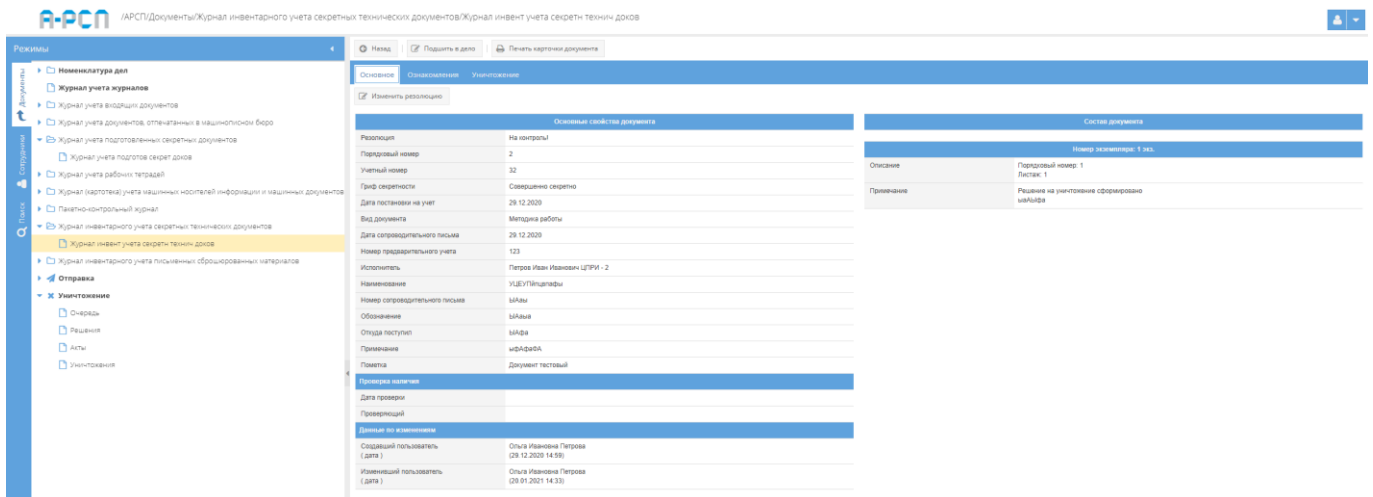 А-РСП
/АРСП/Документы/Журнал инвентарного учета секретных технических документов/Журнал инвент учета секретн технич доков
Режимы
Документы
Сотрудники
Поиск
Номенклатура дел
Журнал учета журналов
Журнал учета входящих документов
Журнал учета документов, отпечатанных в машинописном бюро
Журнал учета подготовленных секретных документов
Журнал учета подготов секрет доков
Журнал учета рабочих тетрадей
Журнал (картотека) учета машинных носителей информации и машинных документов
Пакетно-контрольный журнал
Журнал инвентарного учета секретных технических документов
Журнал инвент учета секретн технич доков
Журнал инвентарного учета письменных сброшюрованных материалов
Отправка
Уничтожение
Очередь
Решения
Акты
Уничтожения
Назад Подшить в дело Печать карточки документа
Основное Ознакомления Уничтожение
Изменить резолюцию
Основные свойства документа
Резолюция На контроль!
Порядковый номер 2
Учетный номер 32
Гриф секретности Совершенно секретно
Дата постановки на учет 29.12.2020
Вид документа Методика работы
Дата сопроводительного письма 29.12.2020
Номер предварительного учета 123
Исполнитель Петров Иван Иванович ЦПРИ - 2
Наименование
Номер сопроводительного письма ЫАвы
Обозначение ЫАвыв
Откуда поступил ЫАфа
Примечание ыфАфаФА
Пометка Документ тестовый
Проверка наличия
Дата проверки
Проверяющий
Данные по изменениям
Создавший пользователь Ольга Ивановна Петрова
( дата ) (29.12.2020 14:59)
Изменивший пользователь Ольга Ивановна Петрова
( дата ) (20.01.2021 14:33)
Состав документа
Номер экземпляра: 1 экз.
Описание Порядковый номер: 1
Листаж: 1
Примечание Решение на уничтожение сформировано
ывАЫфа